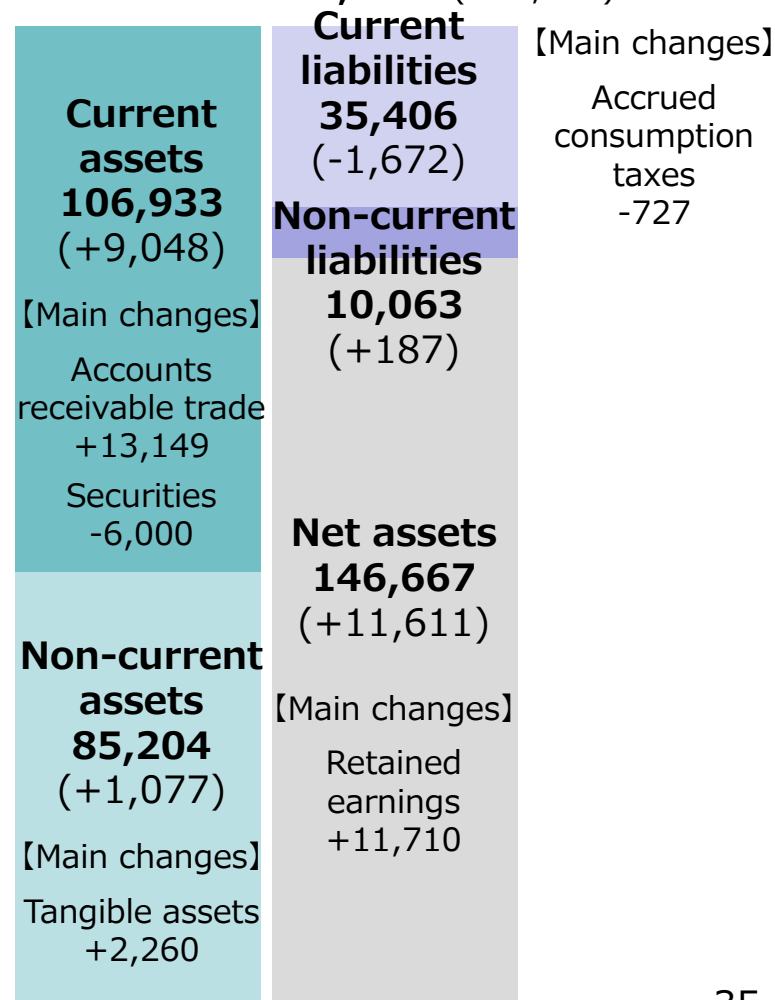 Current
assets
106,933
(+9,048)
【Main changes】
Accounts
receivable trade
+13,149
Securities
-6,000
Non-current
assets
85,204
(+1,077)
【Main changes】
Tangible assets
+2,260
Current
liabilities
35,406
(-1,672)
Non-current
liabilities
10,063
(+187)
Net assets
146,667
(+11,611)
【Main changes】
Retained
earnings
+11,710
【Main changes】
Accrued
consumption
taxes
-727